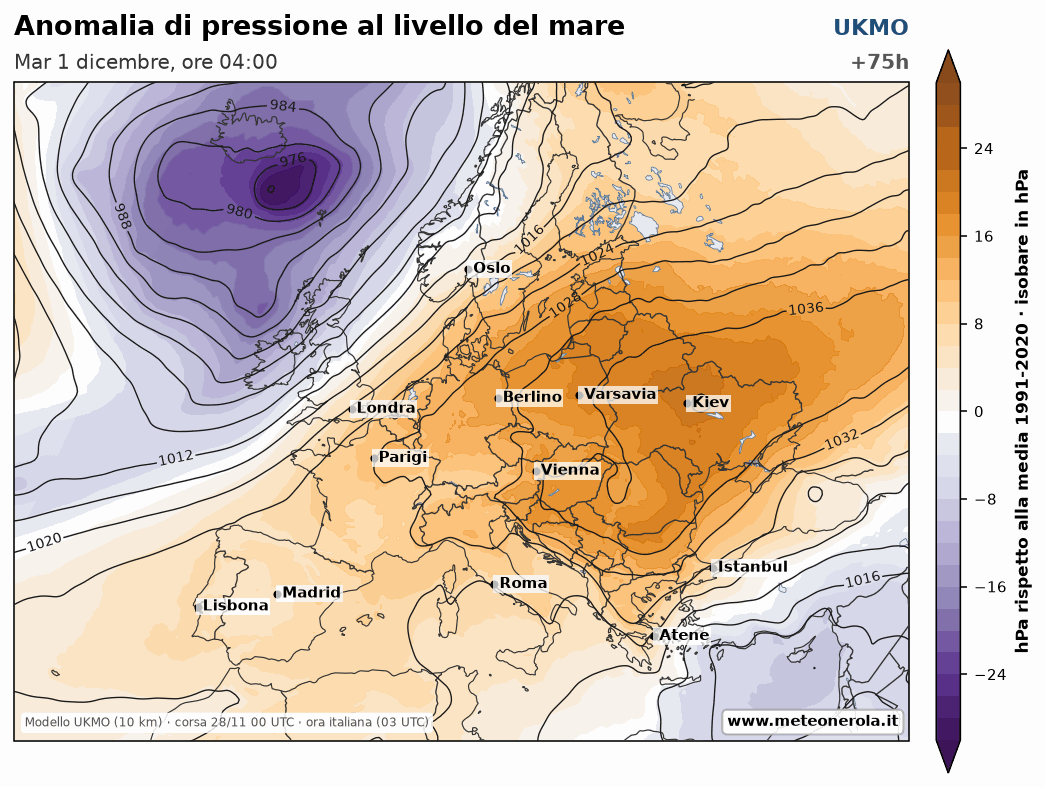 Anomalia di pressione al livello del mare
UKMO
Mar 1 dicembre, ore 04:00
+75h
984
976
988
980
1016
Oslo
1024
1028
1036
Londra
Berlino
Varsavia
Kiev
1012
Parigi
Vienna
1032
1020
Istanbul
1016
Lisbona
Madrid
Roma
Atene
Modello UKMO (10 km) · corsa 28/11 00 UTC · ora italiana (03 UTC)
www.meteonerola.it
24
16
8
0
−8
−16
−24
hPa rispetto alla media 1991-2020 · isobare in hPa